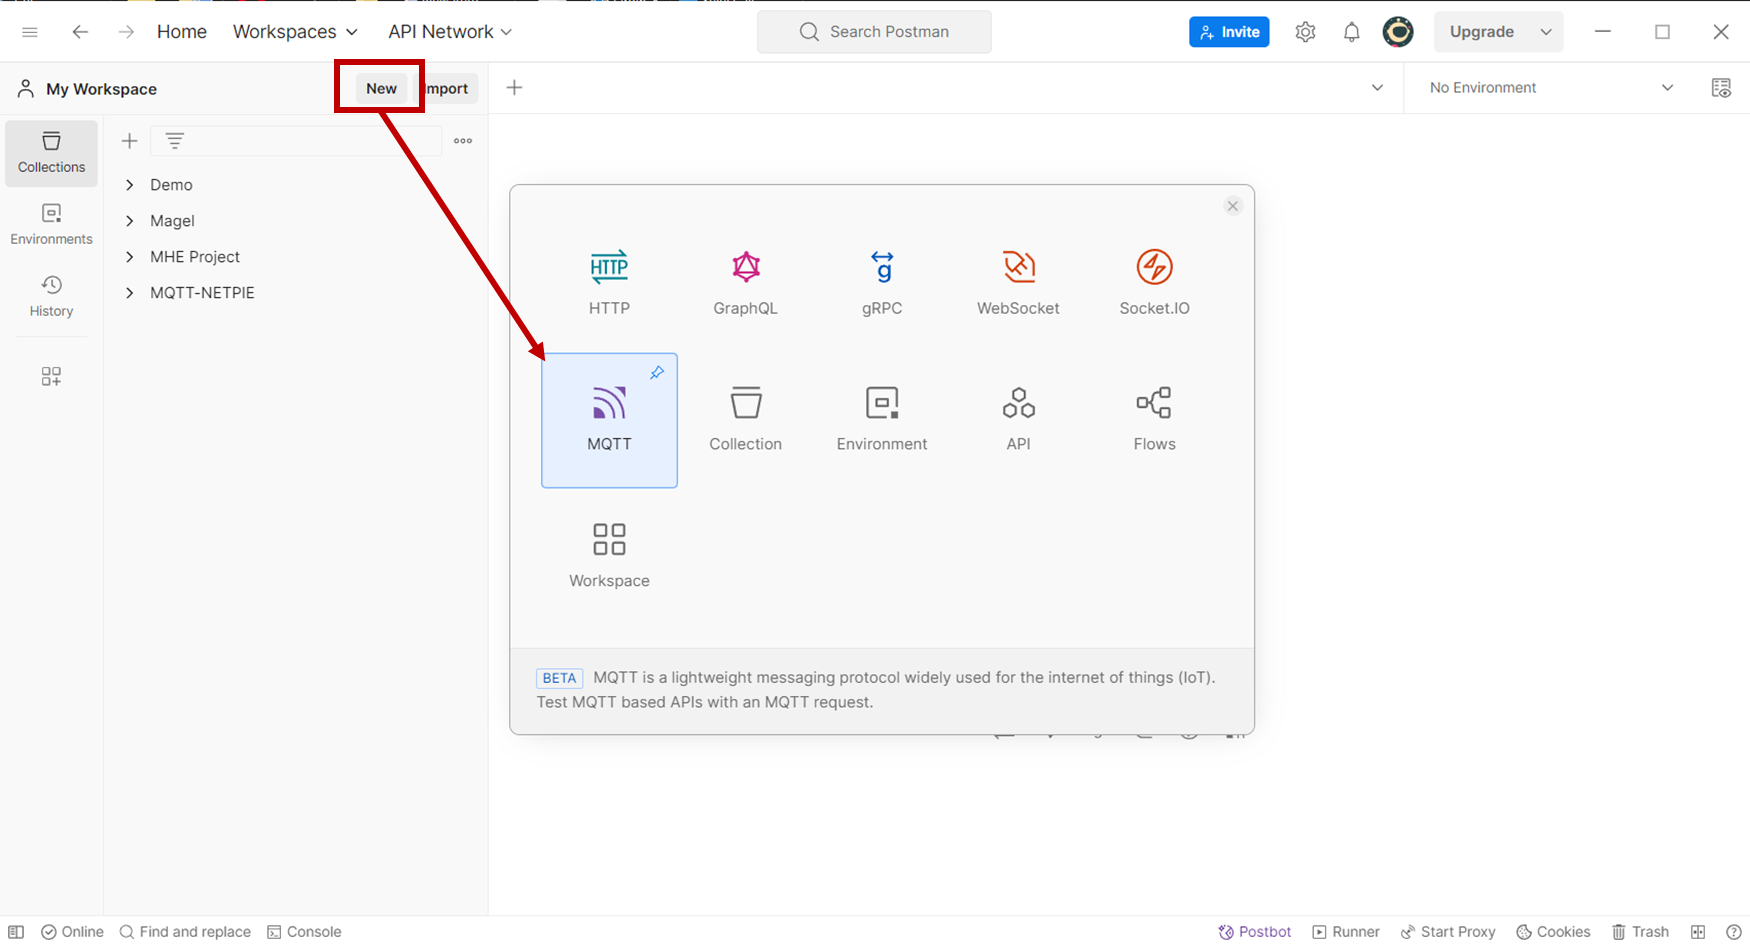 Home Workspaces API Network Search Postman Invite Upgrade
My Workspace New Import No Environment
Collections
Environments
History
Demo
Magel
MHE Project
MQTT-NETPIE
HTTP
HTTP GraphQL g gRPC WebSocket Socket.IO
MQTT Collection Environment API Flows
Workspace
BETA MQTT is a lightweight messaging protocol widely used for the internet of things (IoT).
Test MQTT based APIs with an MQTT request.
Online Find and replace Console Postbot Runner Start Proxy Cookies Trash